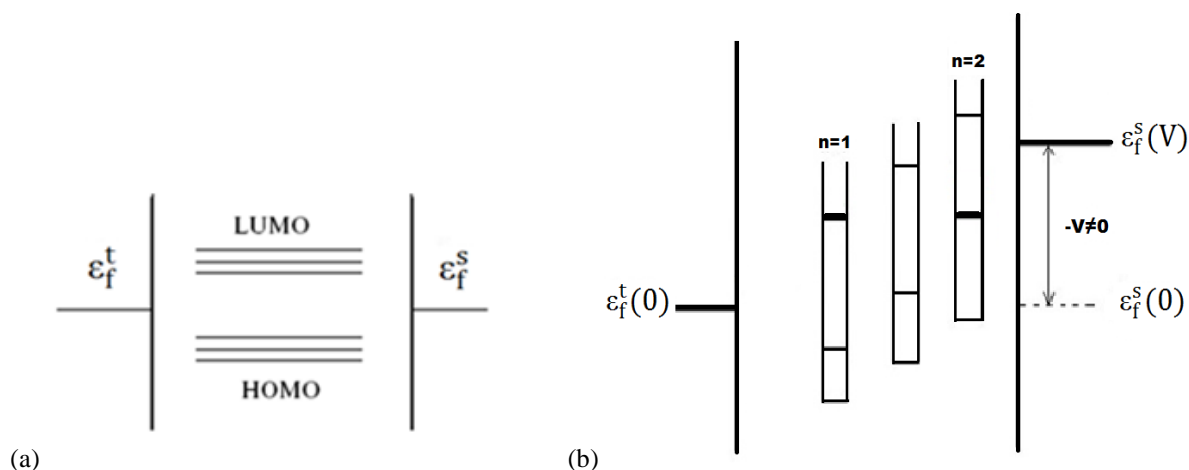 LUMO
ε_f^t
ε_f^s
HOMO
(a)
n=2
n=1
ε_f^s(V)
-V≠0
ε_f^t(0)
ε_f^s(0)
(b)